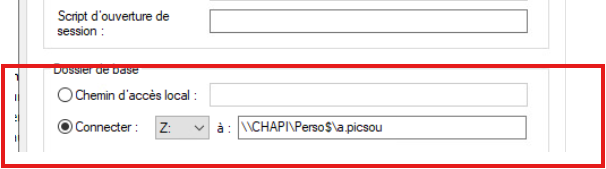 Script d'ouverture de
session :
Dossier de base
Chemin d'accès local :
Connecter : Z: à : \\CHAPI\Perso$\a.picsou